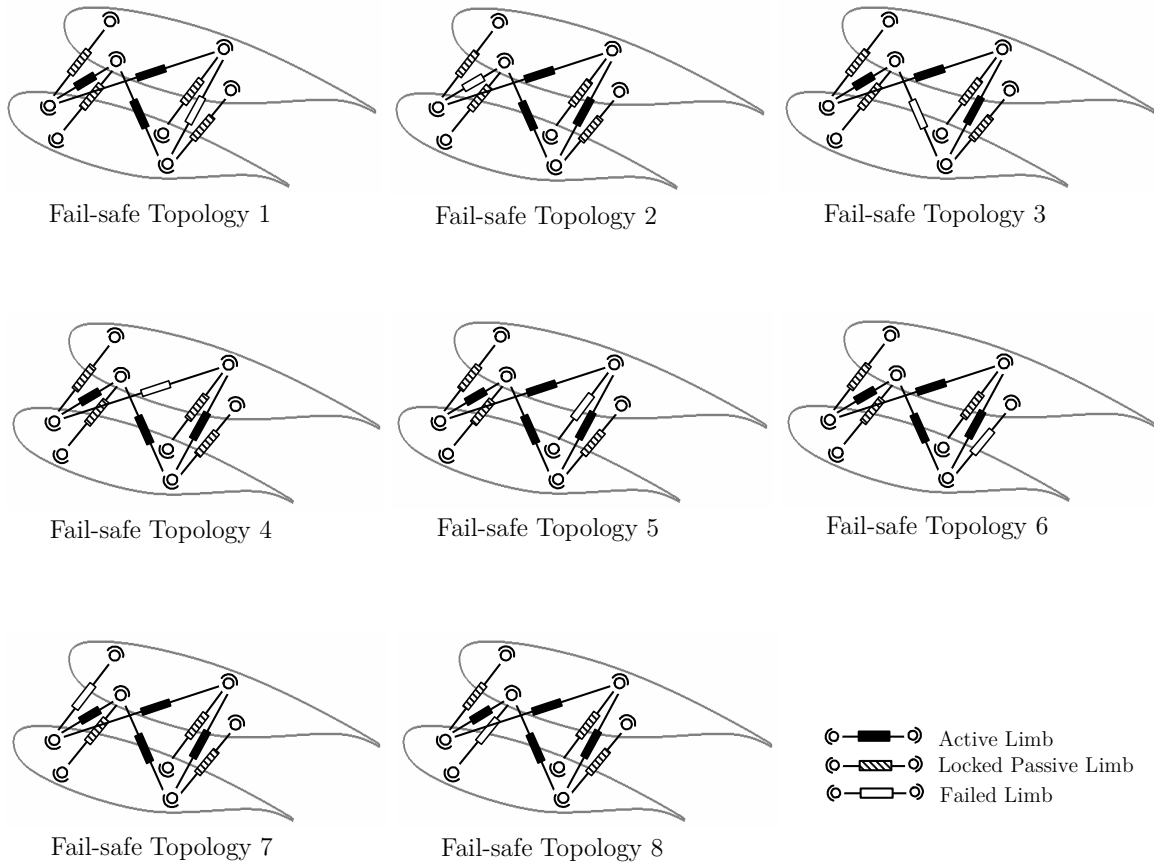 Fail-safe Topology 1
Fail-safe Topology 2
Fail-safe Topology 3
Fail-safe Topology 4
Fail-safe Topology 5
Fail-safe Topology 6
Fail-safe Topology 7
Fail-safe Topology 8
Active Limb
Locked Passive Limb
Failed Limb